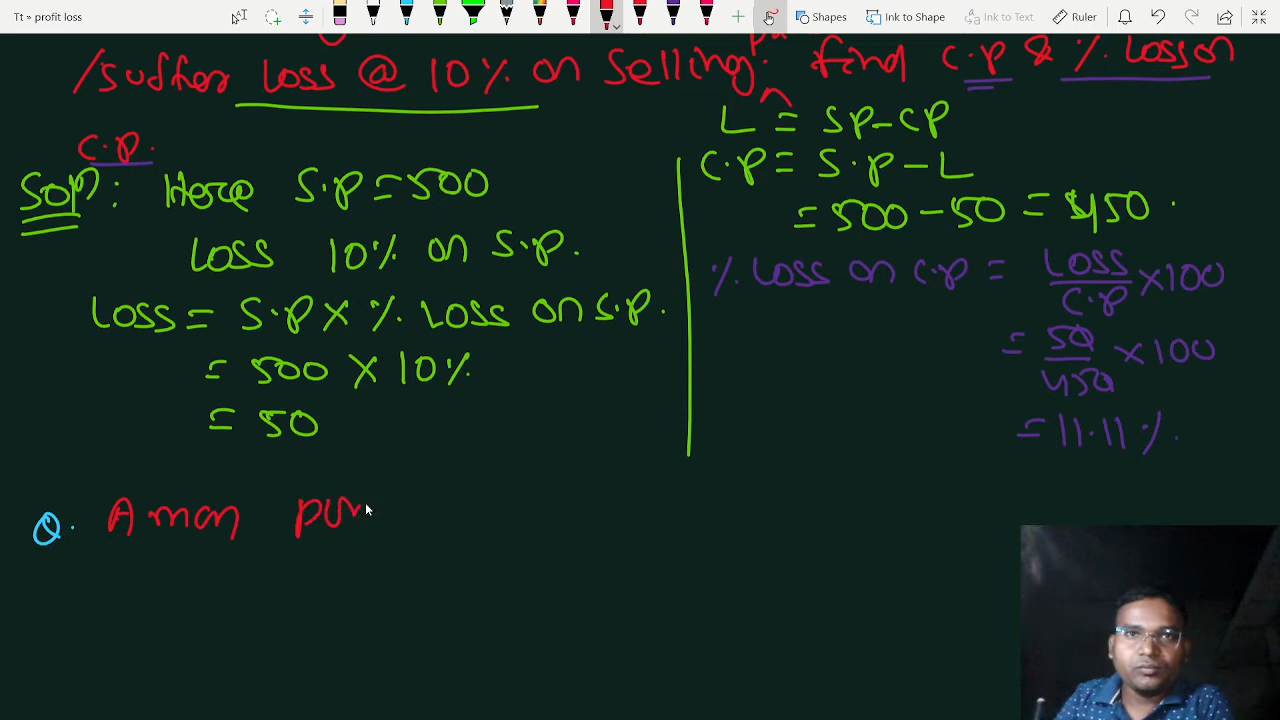 Tt » profit loss
Shapes
Ink to Shape
Ink to Text
Ruler
/suffer Loss @ 10% on selling. find C.P & % Loss on
C.P.
Solⁿ: Here S.P = 500
Loss 10% on S.P.
Loss = S.P X % Loss on S.P.
= 500 X 10%
= 50
L = SP - CP
C.P = S.P - L
= 500 - 50 = 450
% Loss on C.P = Loss / C.P X 100
= 50 / 450 X 100
= 11.11 %.
Q. A man pur